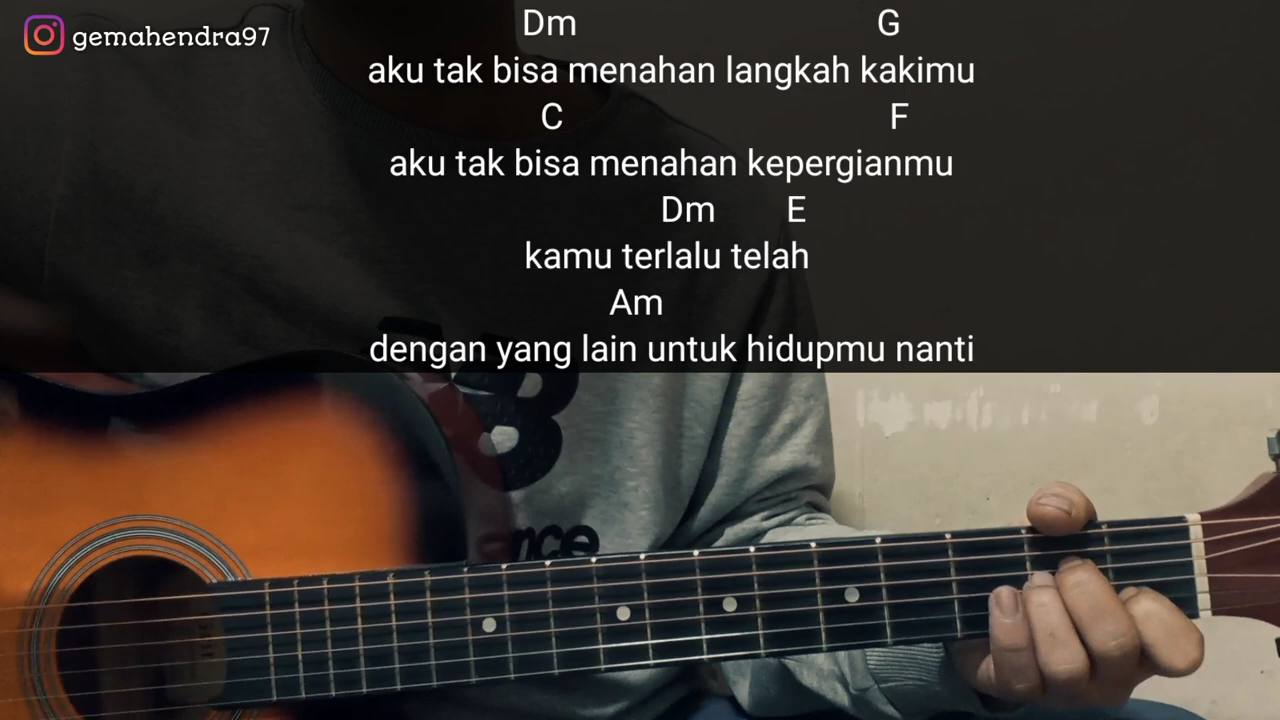 gemahendra97
Dm G
aku tak bisa menahan langkah kakimu
C F
aku tak bisa menahan kepergianmu
Dm E
kamu terlalu telah
Am
dengan yang lain untuk hidupmu nanti
nce